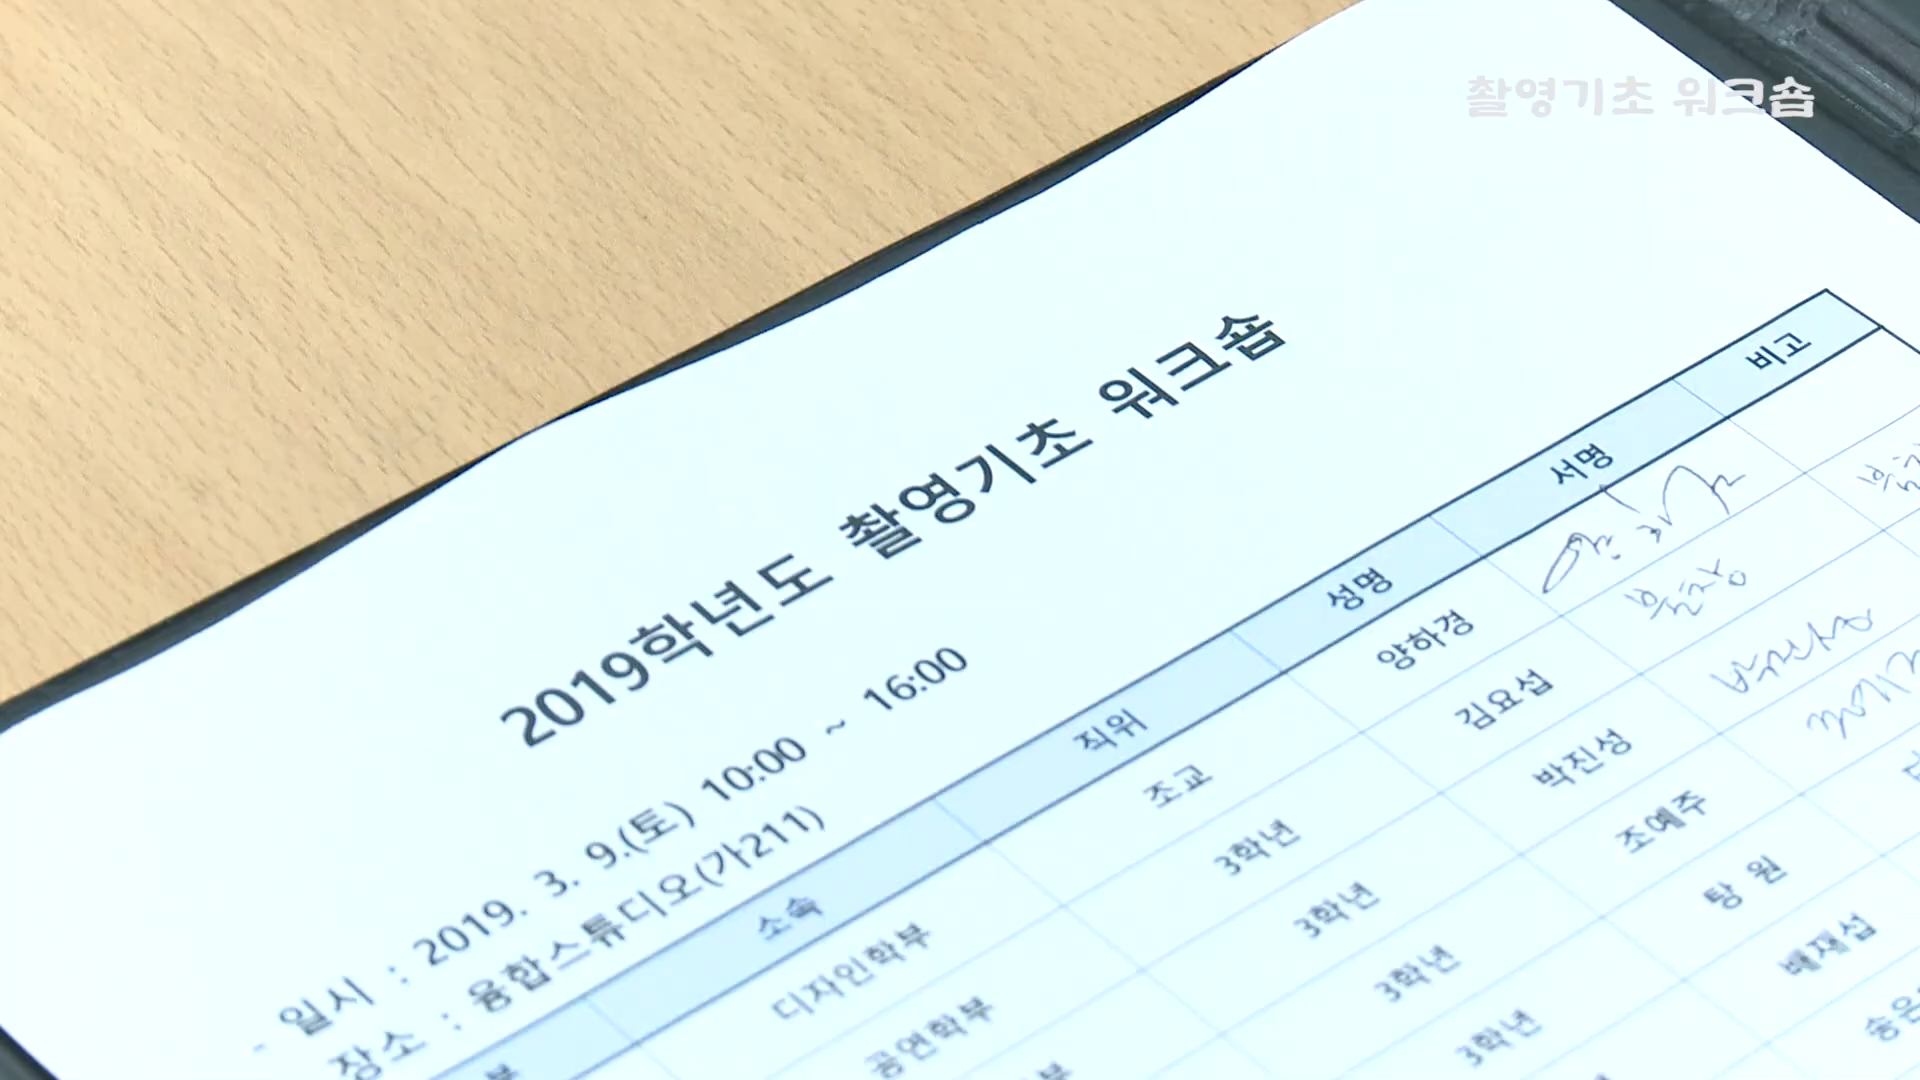 촬영기초 워크숍
2019학년도 촬영기초 워크숍
일시 : 2019. 3. 9.(토) 10:00 ~ 16:00
장소 : 융합스튜디오(가211)
소속 직위 성명 서명 비고
디자인학부 조교 양하경
공연학부 3학년 김요섭
3학년 박진성
3학년 조예주
3학년 탕 원
배재섭